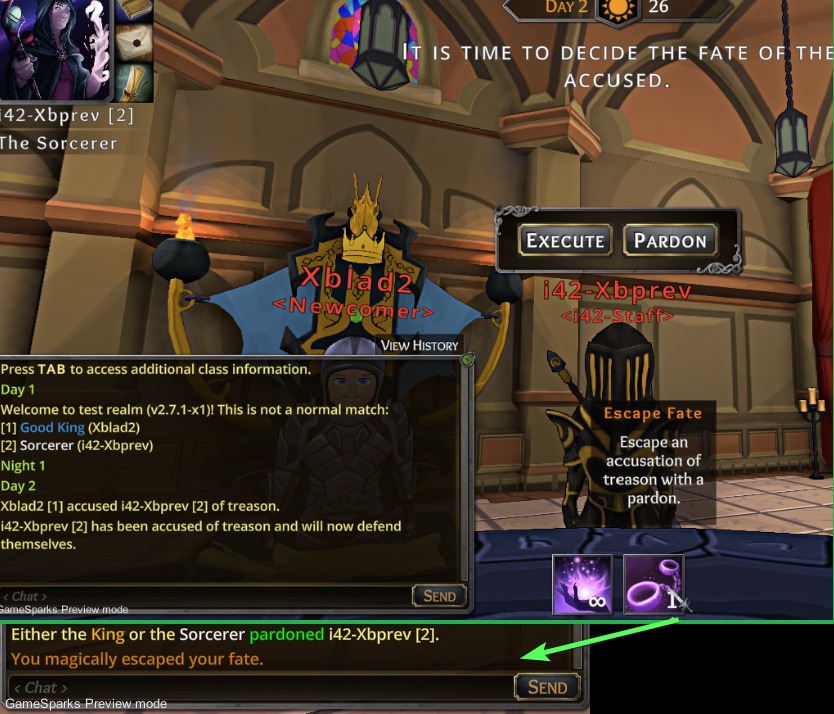 DAY 2
26
IT IS TIME TO DECIDE THE FATE OF THE
ACCUSED.
i42-Xbprev [2]
The Sorcerer
EXECUTE
PARDON
Xblad2
<Newcomer>
i42-Xbprev
<i42-Staff>
VIEW HISTORY
Press TAB to access additional class information.
Day 1
Welcome to test realm (v2.7.1-x1)! This is not a normal match:
[1] Good King (Xblad2)
[2] Sorcerer (i42-Xbprev)
Night 1
Day 2
Xblad2 [1] accused i42-Xbprev [2] of treason.
i42-Xbprev [2] has been accused of treason and will now defend
themselves.
< Chat >
SEND
GameSparks Preview mode
Escape Fate
Escape an
accusation of
treason with a
pardon.
∞
1
Either the King or the Sorcerer pardoned i42-Xbprev [2].
You magically escaped your fate.
< Chat >
SEND
GameSparks Preview mode